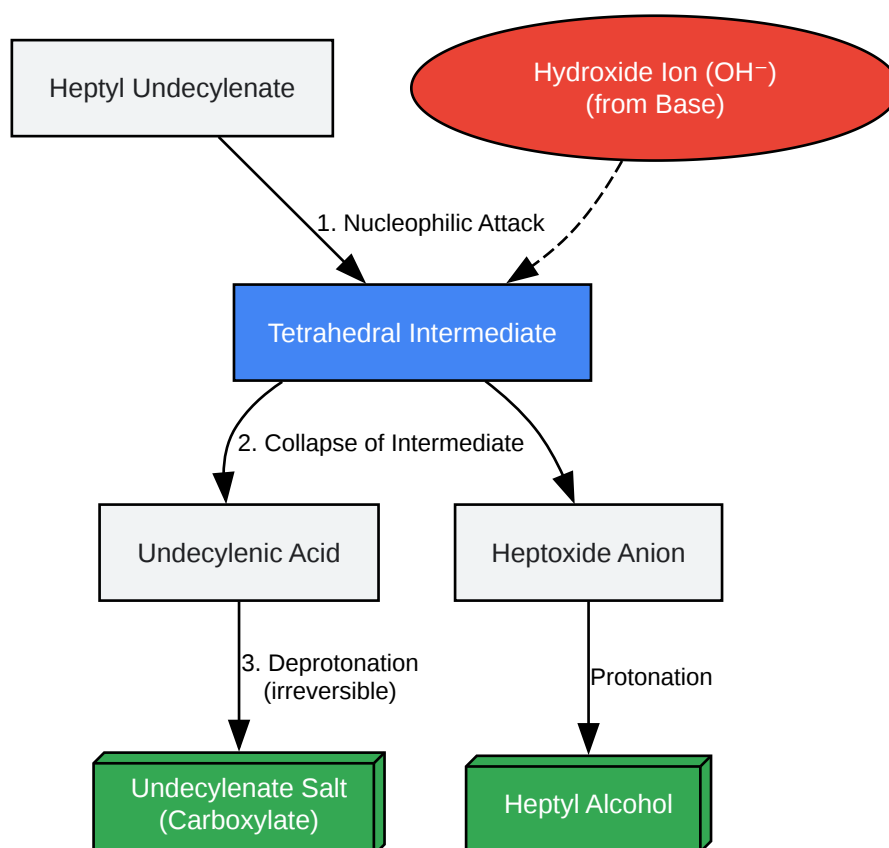 Heptyl Undecylenate
Hydroxide Ion (OH⁻)
(from Base)
1. Nucleophilic Attack
Tetrahedral Intermediate
2. Collapse of Intermediate
Undecylenic Acid
Heptoxide Anion
3. Deprotonation
(irreversible)
Protonation
Undecylenate Salt
(Carboxylate)
Heptyl Alcohol